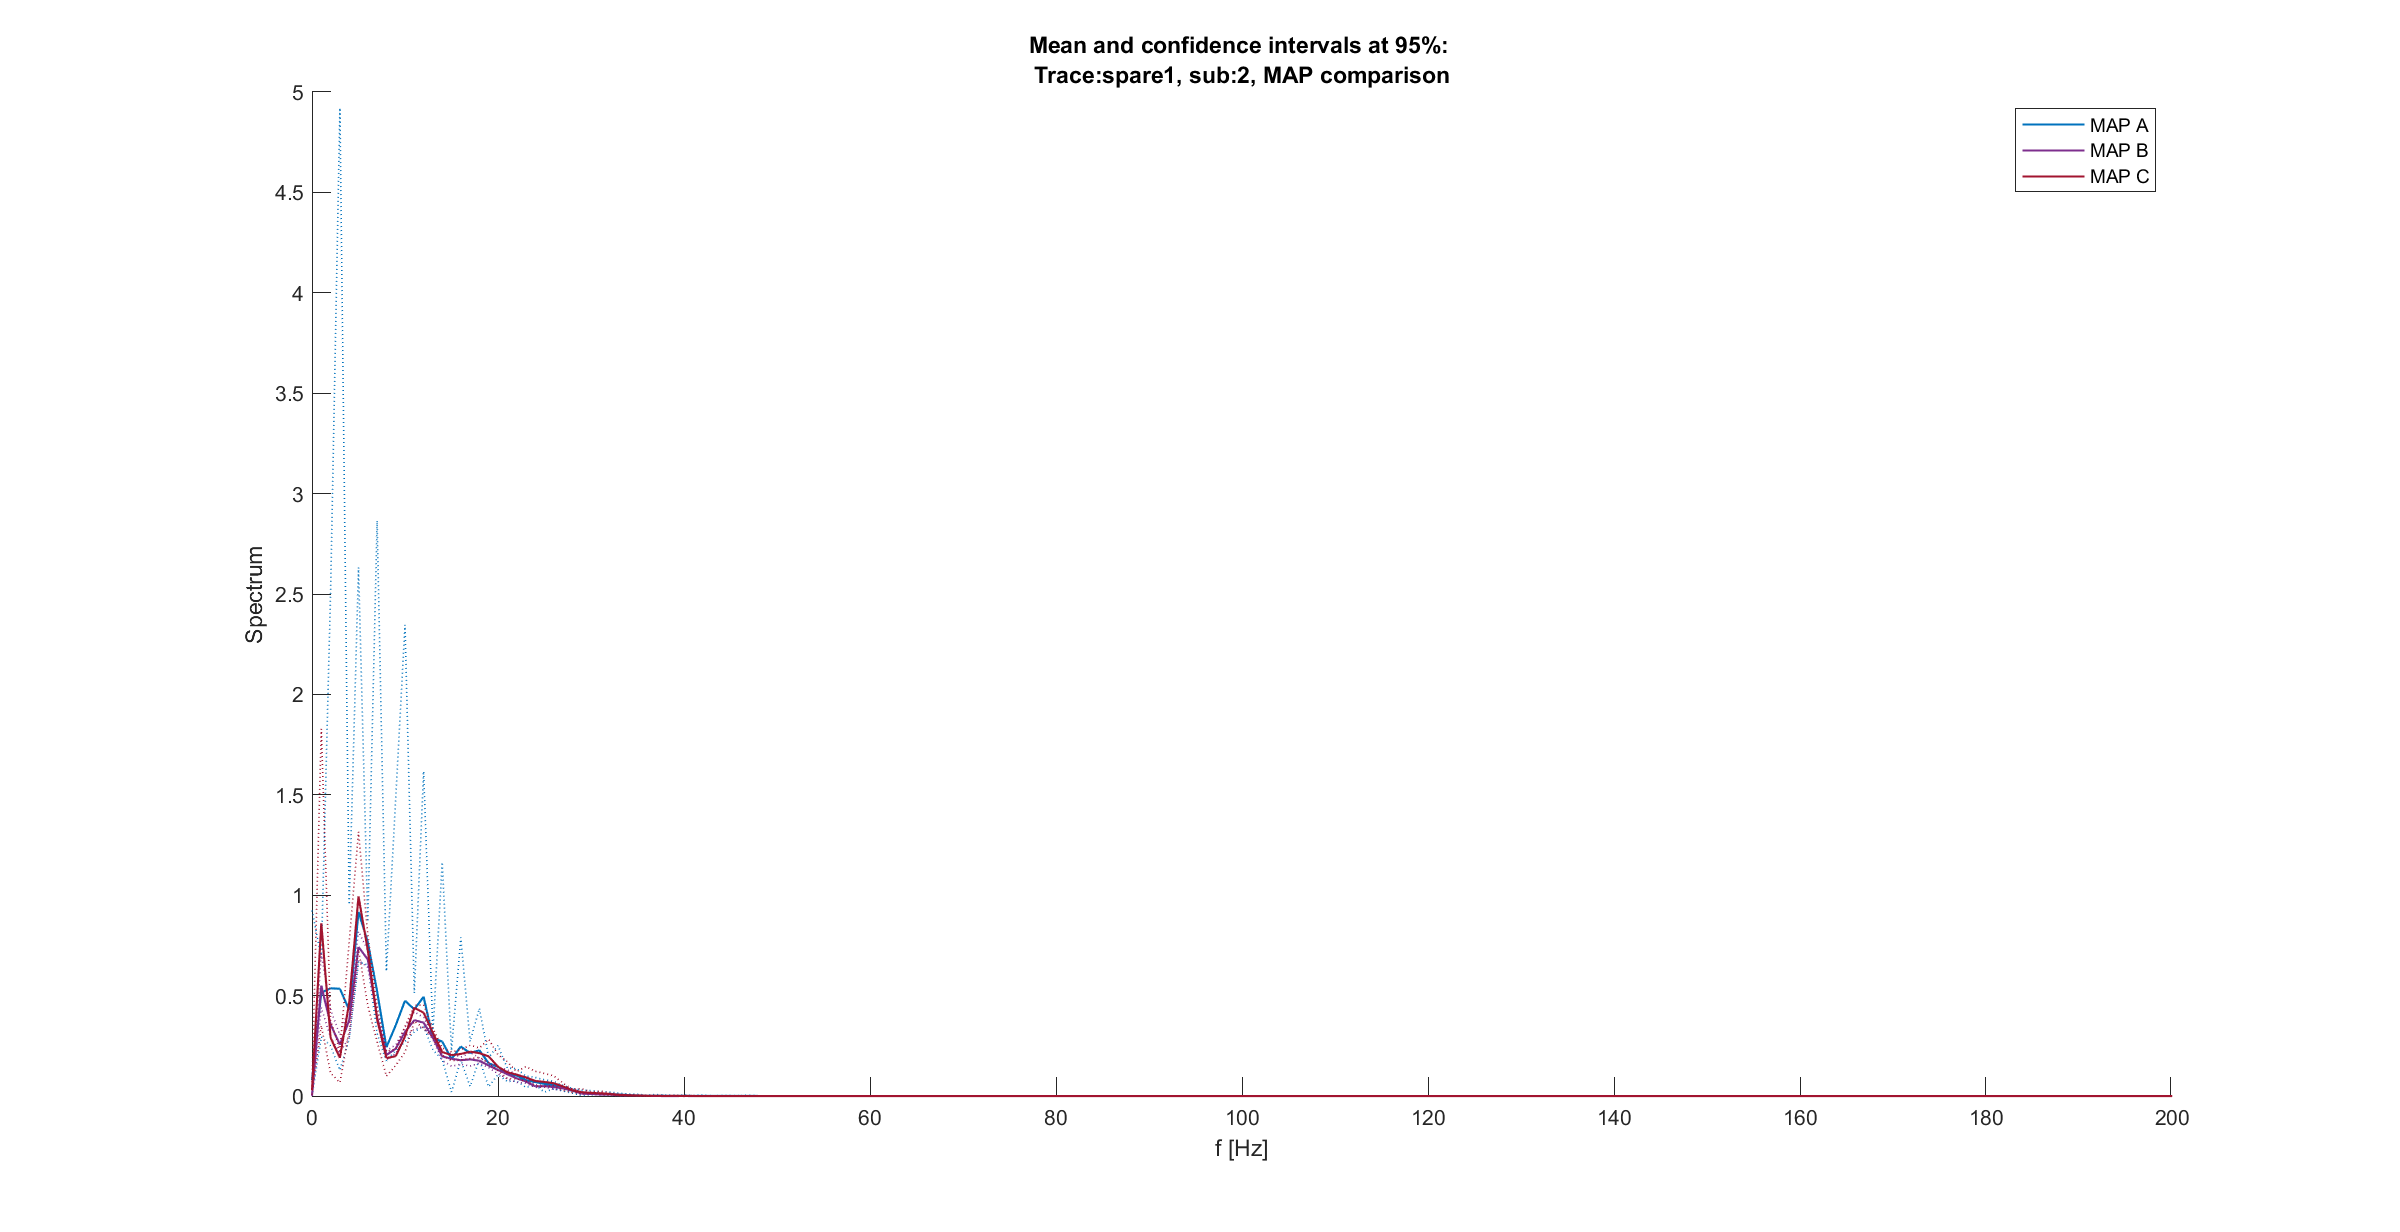 Mean and confidence intervals at 95%:
Trace:spare1, sub:2, MAP comparison
MAP A
MAP B
MAP C
Spectrum
5
4.5
4
3.5
3
2.5
2
1.5
1
0.5
0
0 20 40 60 80 100 120 140 160 180 200
f [Hz]